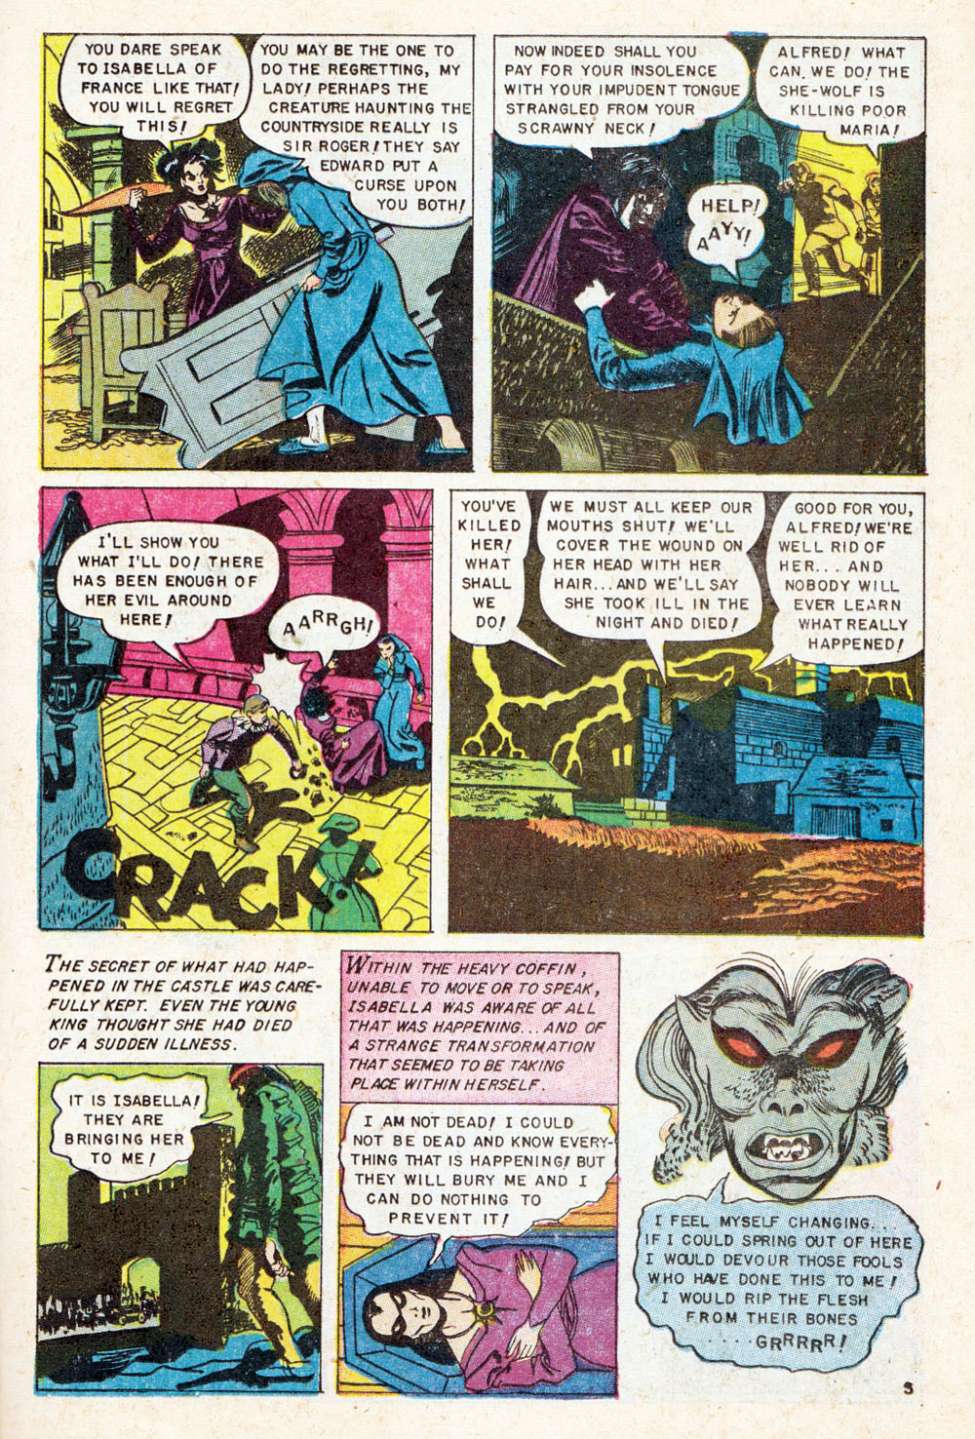 YOU DARE SPEAK
TO ISABELLA OF
FRANCE LIKE THAT!
YOU WILL REGRET
THIS!
YOU MAY BE THE ONE TO
DO THE REGRETTING, MY
LADY! PERHAPS THE
CREATURE HAUNTING THE
COUNTRYSIDE REALLY IS
SIR ROGER! THEY SAY
EDWARD PUT A
CURSE UPON
YOU BOTH!
NOW INDEED SHALL YOU
PAY FOR YOUR INSOLENCE
WITH YOUR IMPUDENT TONGUE
STRANGLED FROM YOUR
SCRAWNY NECK!
ALFRED! WHAT
CAN WE DO! THE
SHE-WOLF IS
KILLING POOR
MARIA!
HELP!
AAYY!
I'LL SHOW YOU
WHAT I'LL DO! THERE
HAS BEEN ENOUGH OF
HER EVIL AROUND
HERE!
AARRGH!
CRACK!
YOU'VE
KILLED
HER!
WHAT
SHALL
WE
DO!
WE MUST ALL KEEP OUR
MOUTHS SHUT! WE'LL
COVER THE WOUND ON
HER HEAD WITH HER
HAIR...AND WE'LL SAY
SHE TOOK ILL IN THE
NIGHT AND DIED!
GOOD FOR YOU,
ALFRED! WE'RE
WELL RID OF
HER... AND
NOBODY WILL
EVER LEARN
WHAT REALLY
HAPPENED!
THE SECRET OF WHAT HAD HAP-
PENED IN THE CASTLE WAS CARE-
FULLY KEPT. EVEN THE YOUNG
KING THOUGHT SHE HAD DIED
OF A SUDDEN ILLNESS.
IT IS ISABELLA!
THEY ARE
BRINGING HER
TO ME!
WITHIN THE HEAVY COFFIN,
UNABLE TO MOVE OR TO SPEAK,
ISABELLA WAS AWARE OF ALL
THAT WAS HAPPENING...AND OF
A STRANGE TRANSFORMATION
THAT SEEMED TO BE TAKING
PLACE WITHIN HERSELF.
I AM NOT DEAD! I COULD
NOT BE DEAD AND KNOW EVERY-
THING THAT IS HAPPENING! BUT
THEY WILL BURY ME AND I
CAN DO NOTHING TO
PREVENT IT!
I FEEL MYSELF CHANGING...
IF I COULD SPRING OUT OF HERE
I WOULD DEVOUR THOSE FOOLS
WHO HAVE DONE THIS TO ME!
I WOULD RIP THE FLESH
FROM THEIR BONES
....GRRRRR!
5